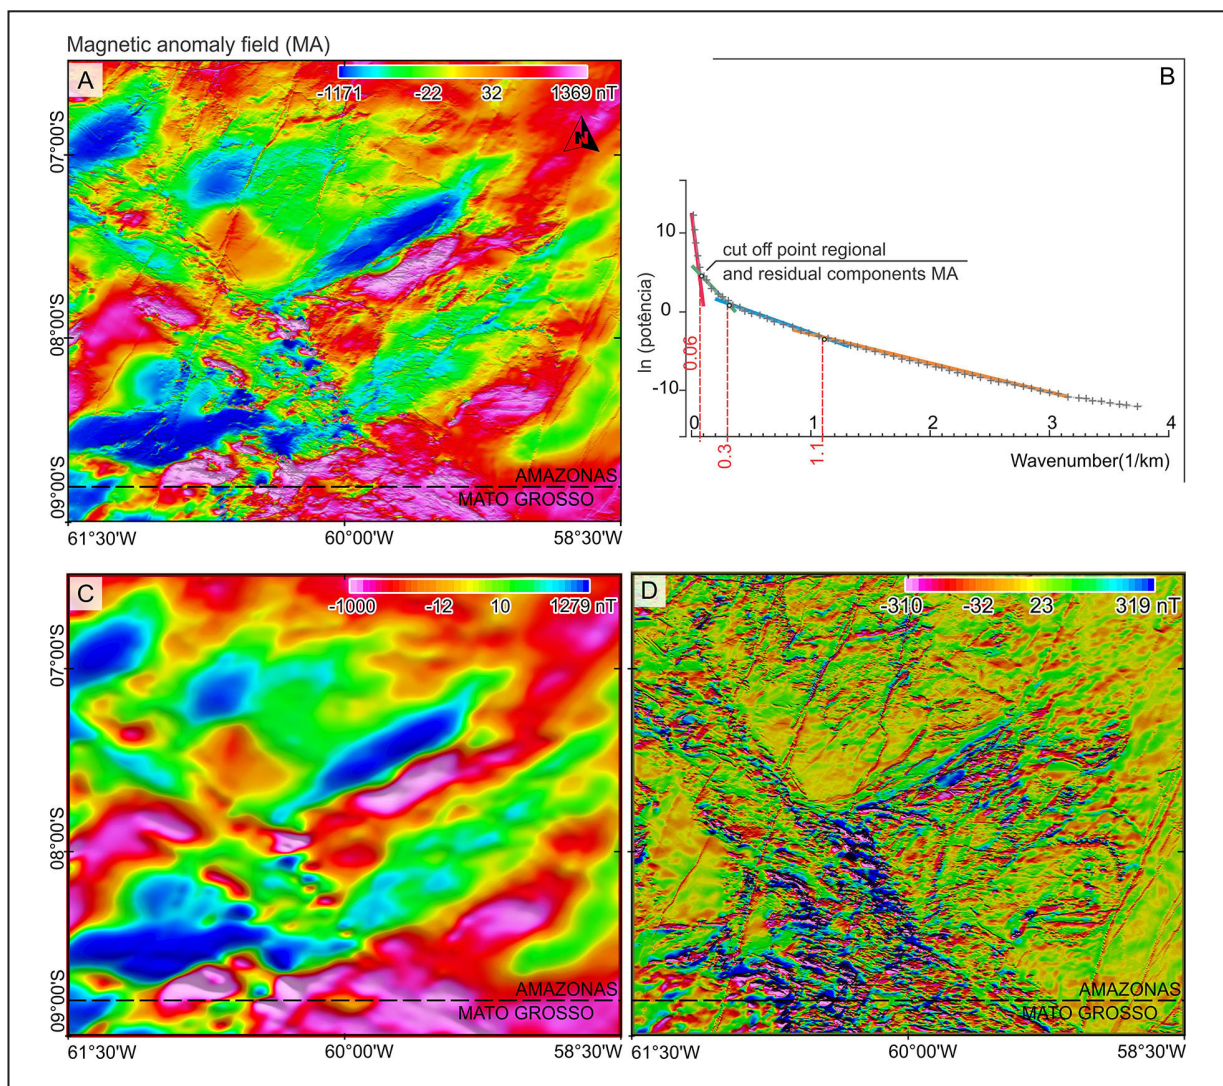 Magnetic anomaly field (MA)
A
-1171 -22 32 1369 nT
N
07°00'S
08°00'S
09°00'S
AMAZONAS
MATO GROSSO
61°30'W 60°00'W 58°30'W
B
cut off point regional
and residual components MA
ln (potência)
10
0
-10
0 1 2 3 4
0.06
0.3
1.1
Wavenumber(1/km)
C
-1000 -12 10 1279 nT
07°00'S
08°00'S
09°00'S
AMAZONAS
MATO GROSSO
61°30'W 60°00'W
D
-310 -32 23 319 nT
AMAZONAS
MATO GROSSO
61°30'W 60°00'W 58°30'W